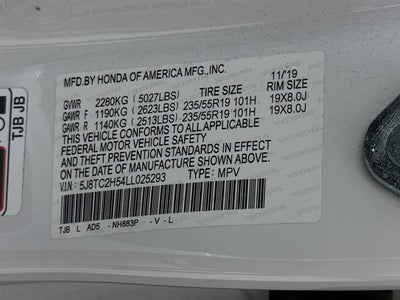 MFD.BY HONDA OF AMERICA MFG.,INC. 11/19
GVWR 2280KG (5027LBS) TIRE SIZE RIM SIZE
GAWR F 1190KG (2623LBS) 235/55R19 101H 19X8.0J
GAWR R 1140KG (2513LBS) 235/55R19 101H 19X8.0J
THIS VEHICLE CONFORMS TO ALL APPLICABLE
FEDERAL MOTOR VEHICLE SAFETY
AND THEFT PREVENTION STANDARDS IN EFFECT
ON THE DATE OF MANUFACTURE SHOWN ABOVE.
V.I.N: 5J8TC2H54LL025293 TYPE: MPV
TJB L AD5 -NH883P -V-L
TJB JB